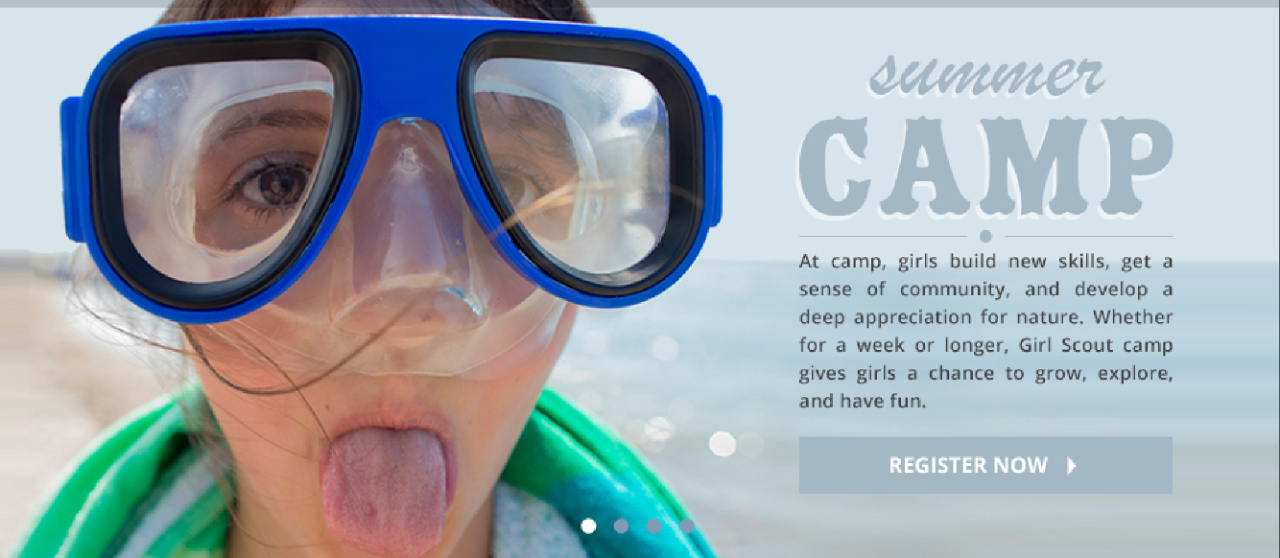 summer
CAMP
At camp, girls build new skills, get a
sense of community, and develop a
deep appreciation for nature. Whether
for a week or longer, Girl Scout camp
gives girls a chance to grow, explore,
and have fun.
REGISTER NOW